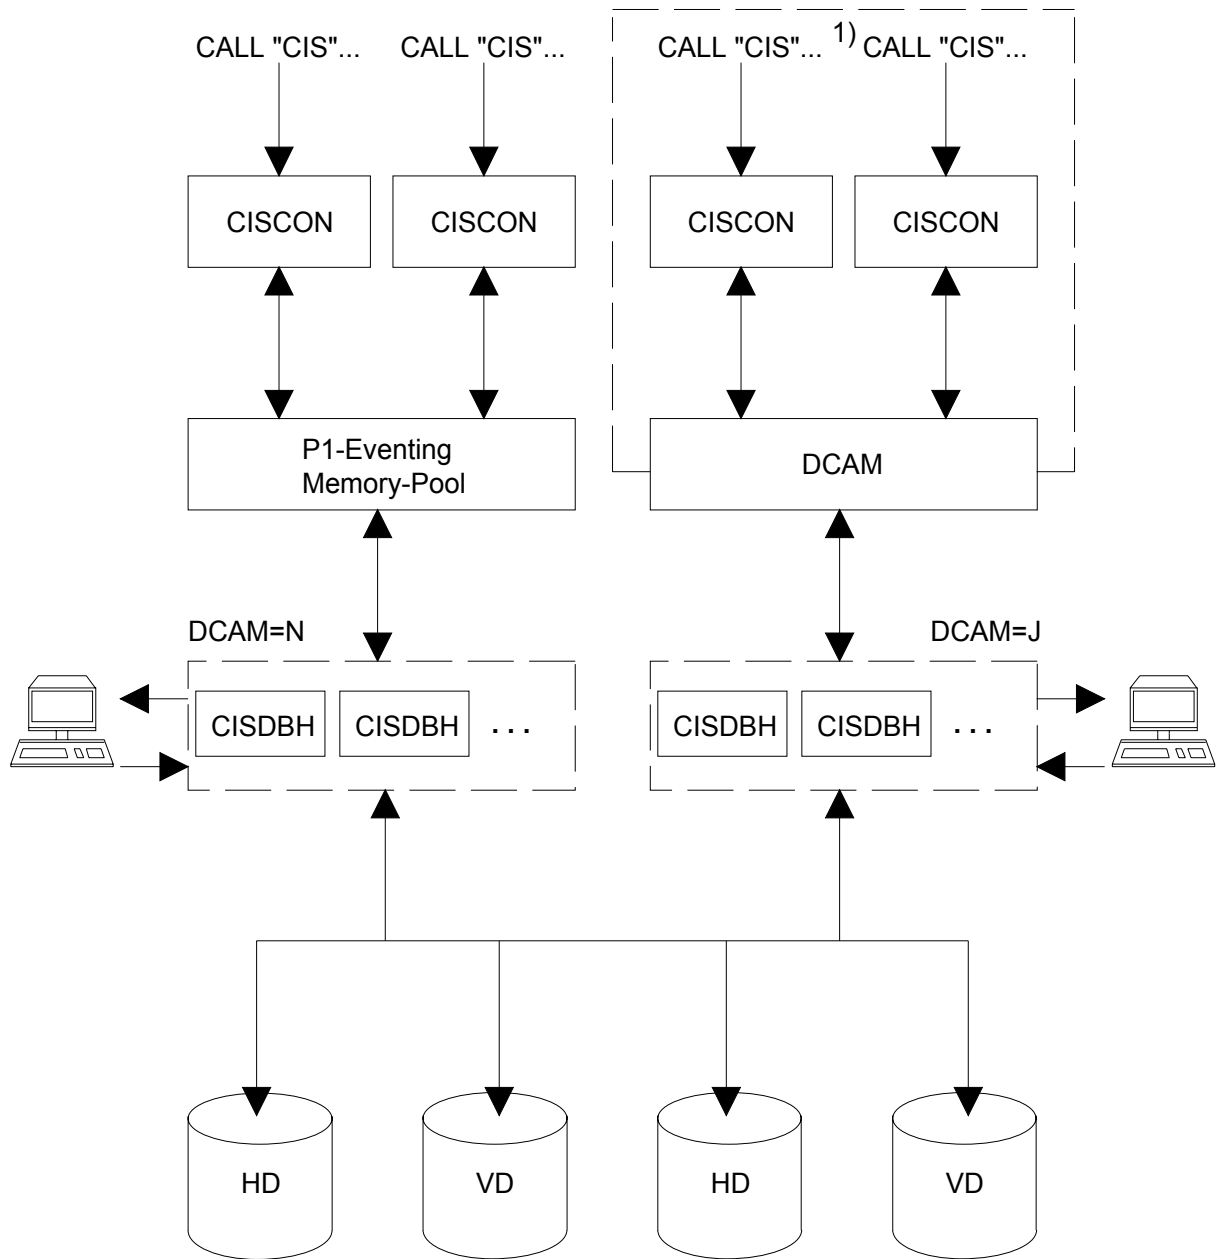 CALL "CIS"...
CALL "CIS"...
CALL "CIS"...
1)
CALL "CIS"...
CISCON
CISCON
CISCON
CISCON
P1-Eventing
Memory-Pool
DCAM
DCAM=N
DCAM=J
CISDBH
CISDBH
...
CISDBH
CISDBH
...
HD
VD
HD
VD